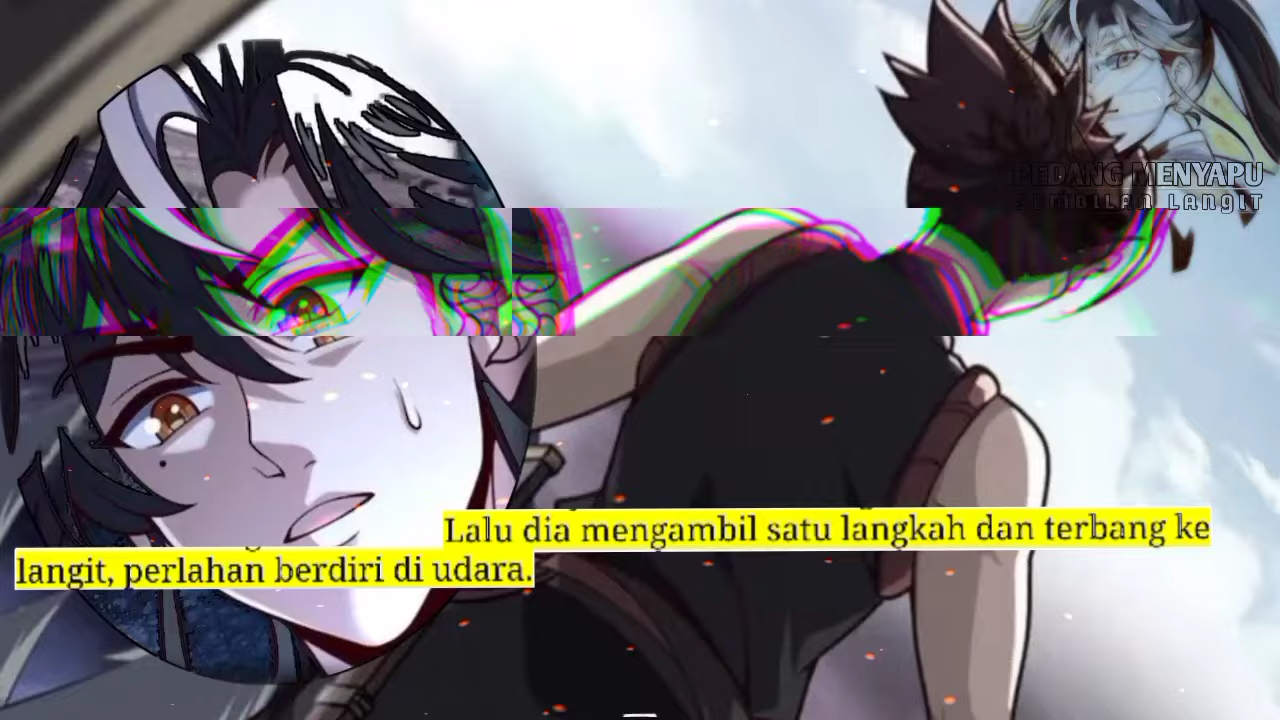 PEDANG MENYAPU
SEMBILAN LANGIT
Lalu dia mengambil satu langkah dan terbang ke
langit, perlahan berdiri di udara.